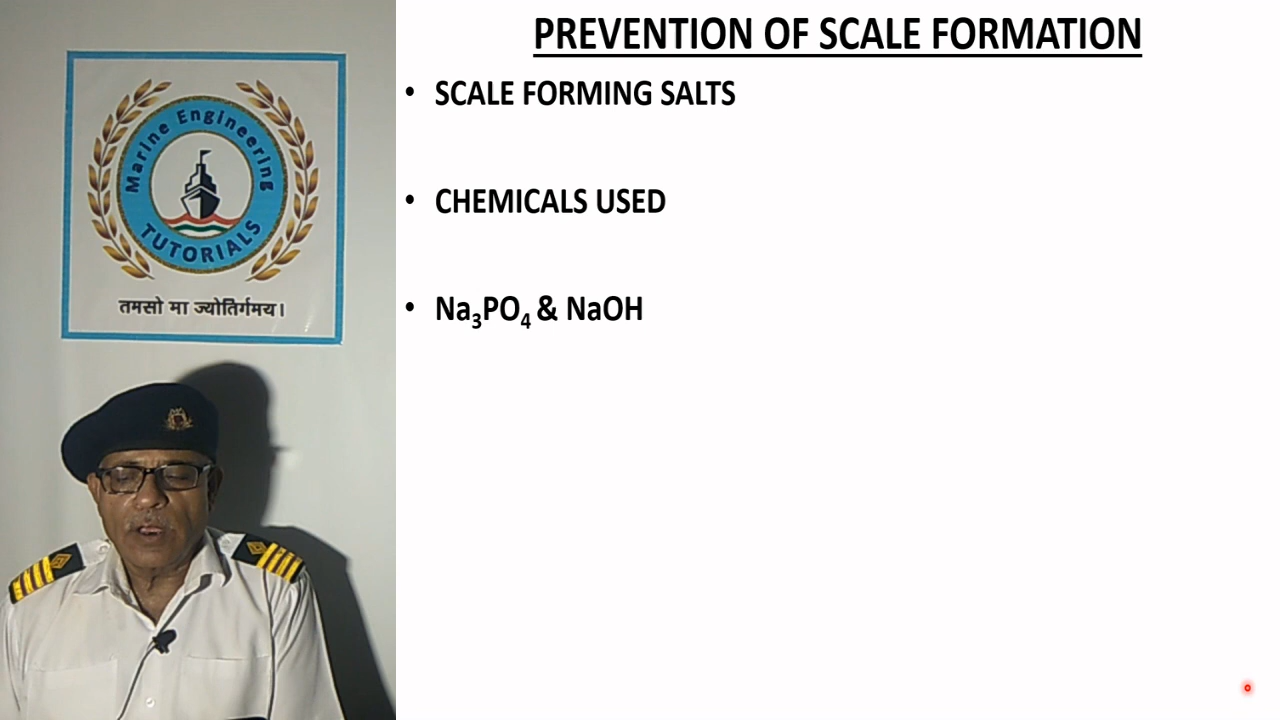 PREVENTION OF SCALE FORMATION
• SCALE FORMING SALTS
• CHEMICALS USED
• Na₃PO₄ & NaOH
Marine Engineering
TUTORIALS
तमसो मा ज्योतिर्गमय।